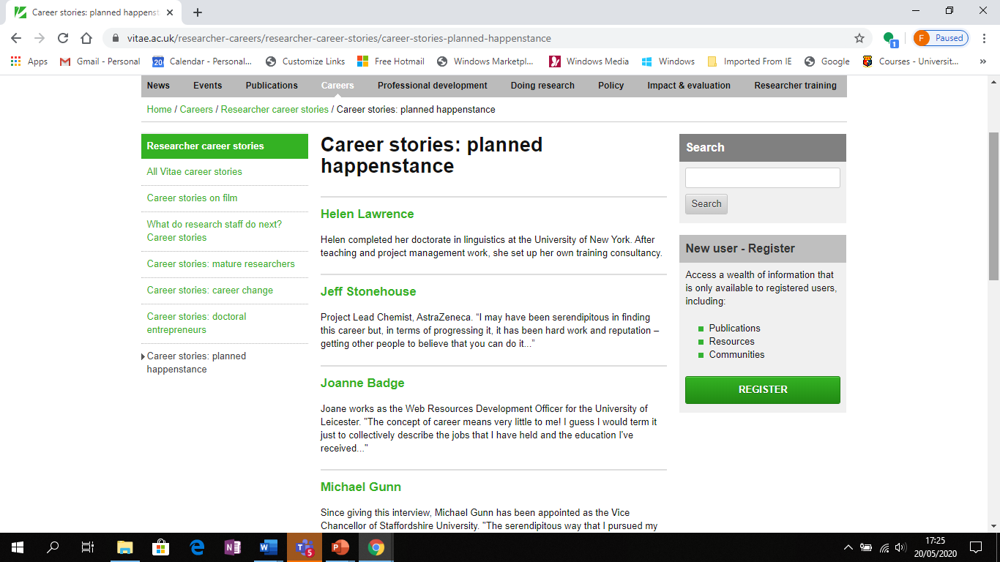 Career stories: planned happenst
vitae.ac.uk/researcher-careers/researcher-career-stories/career-stories-planned-happenstance
1
F Paused
Apps
Gmail - Personal
20 Calendar - Personal...
Customize Links
Free Hotmail
Windows Marketpl...
Windows Media
Windows
Imported From IE
Google
Courses - Universit...
»
News Events Publications Careers Professional development Doing research Policy Impact & evaluation Researcher training
Home / Careers / Researcher career stories / Career stories: planned happenstance
Researcher career stories
All Vitae career stories
Career stories on film
What do research staff do next?
Career stories
Career stories: mature researchers
Career stories: career change
Career stories: doctoral
entrepreneurs
Career stories: planned
happenstance
Career stories: planned
happenstance
Helen Lawrence
Helen completed her doctorate in linguistics at the University of New York. After
teaching and project management work, she set up her own training consultancy.
Jeff Stonehouse
Project Lead Chemist, AstraZeneca. “I may have been serendipitous in finding
this career but, in terms of progressing it, it has been hard work and reputation –
getting other people to believe that you can do it...”
Joanne Badge
Joane works as the Web Resources Development Officer for the University of
Leicester. "The concept of career means very little to me! I guess I would term it
just to collectively describe the jobs that I have held and the education I've
received..."
Michael Gunn
Since giving this interview, Michael Gunn has been appointed as the Vice
Chancellor of Staffordshire University. "The serendipitous way that I pursued my
Search
Search
New user - Register
Access a wealth of information that
is only available to registered users,
including:
Publications
Resources
Communities
REGISTER
N
W
T 5
P
17:25
20/05/2020